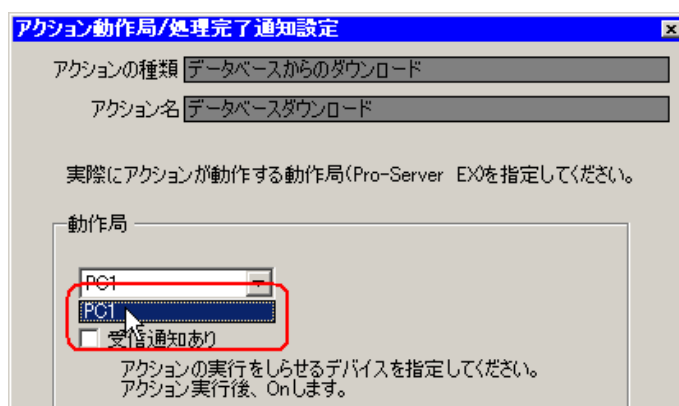 アクション動作局/処理完了通知設定
アクションの種類 データベースからのダウンロード
アクション名 データベースダウンロード
実際にアクションが動作する動作局(Pro-Server EX)を指定してください。
動作局
PC1
PC1
受信通知あり
アクションの実行をしらせるデバイスを指定してください。
アクション実行後、Onします。